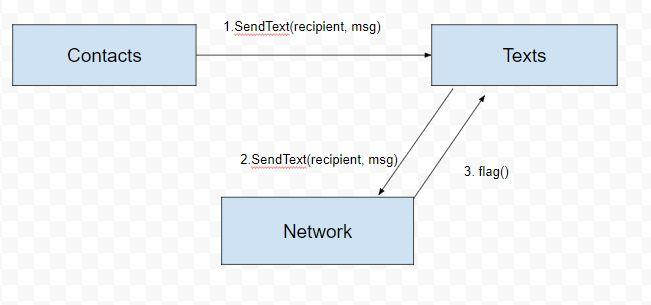 1.SendText(recipient, msg)
Contacts
Texts
2.SendText(recipient, msg)
3. flag()
Network